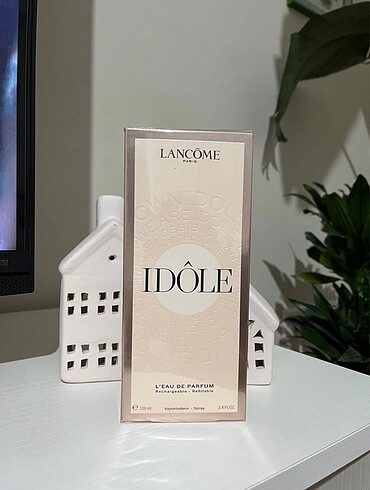 LANCÔME
PARIS
IDÔLE
L'EAU DE PARFUM
Rechargeable - Refillable
℮ 100 ml Vaporisateur - Spray 3.4 FL.OZ.